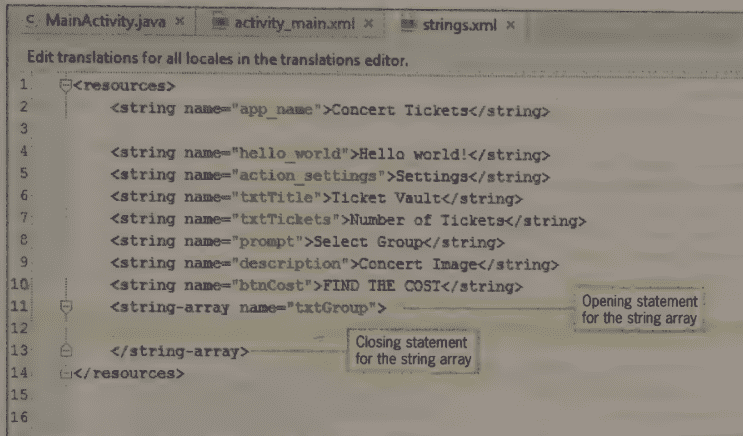 MainActivity.java × activity_main.xml × strings.xml ×
Edit translations for all locales in the translations editor.
1 <resources>
2 <string name="app_name">Concert Tickets</string>
3
4 <string name="hello_world">Hello world!</string>
5 <string name="action_settings">Settings</string>
6 <string name="txtTitle">Ticket Vault</string>
7 <string name="txtTickets">Number of Tickets</string>
8 <string name="prompt">Select Group</string>
9 <string name="description">Concert Image</string>
10 <string name="btnCost">FIND THE COST</string>
11 <string-array name="txtGroup">
Opening statement
for the string array
12
13 </string-array>
Closing statement
for the string array
14 </resources>
15
16